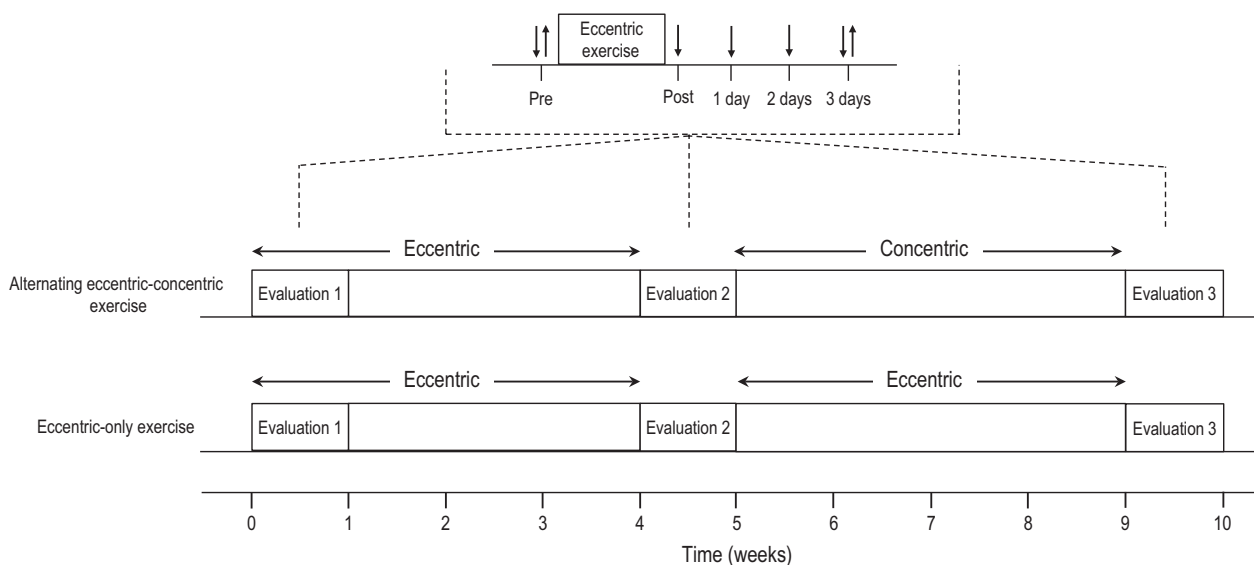 Eccentric
exercise
Pre
Post
1 day
2 days
3 days
Eccentric
Concentric
Alternating eccentric-concentric
exercise
Evaluation 1
Evaluation 2
Evaluation 3
Eccentric
Eccentric
Eccentric-only exercise
Evaluation 1
Evaluation 2
Evaluation 3
0 1 2 3 4 5 6 7 8 9 10
Time (weeks)